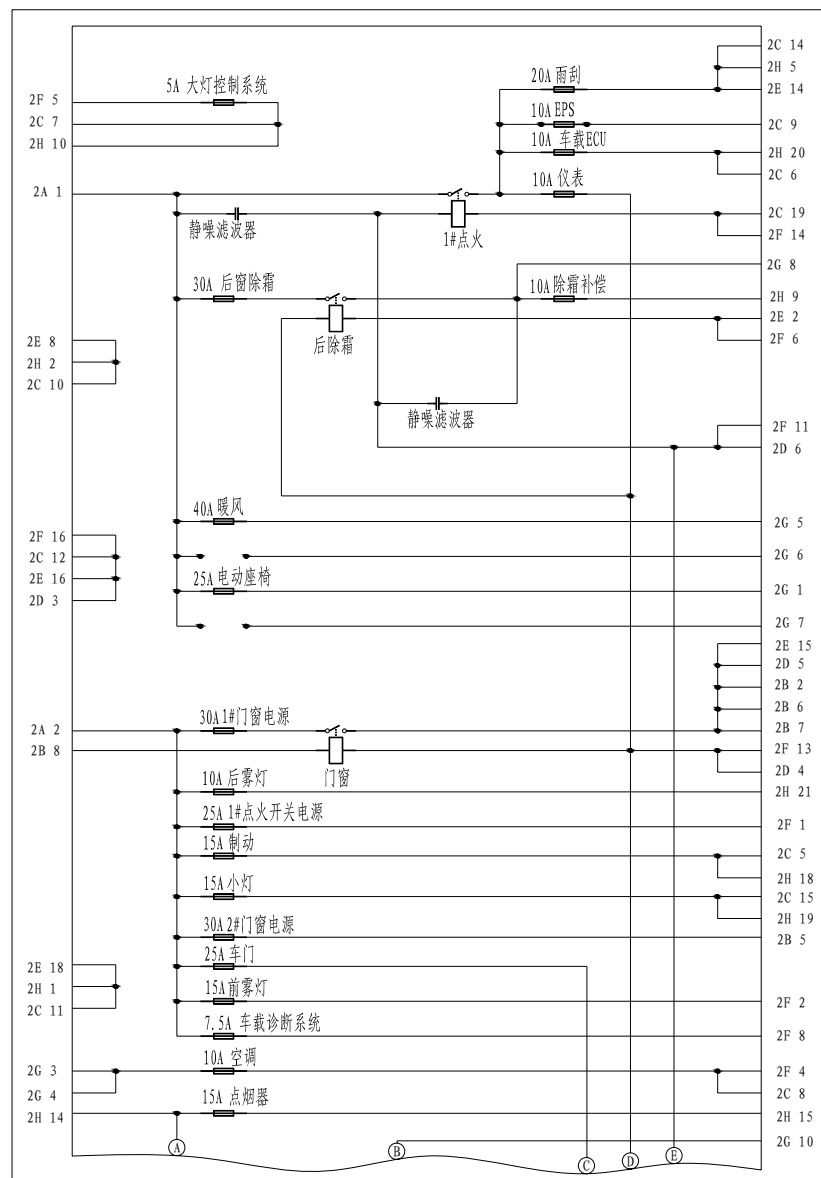 2C 14
2H 5
20A 雨刮
5A 大灯控制系统
2E 14
2F 5
10A EPS
2C 7
2C 9
2H 10
10A 车载ECU
2H 20
2C 6
2A 1
10A 仪表
2C 19
静噪滤波器
1#点火
2F 14
2G 8
30A 后窗除霜
10A 除霜补偿
2H 9
2E 2
2E 8
后除霜
2F 6
2H 2
2C 10
静噪滤波器
2F 11
2D 6
40A 暖风
2G 5
2F 16
2C 12
2G 6
2E 16
25A 电动座椅
2G 1
2D 3
2G 7
2E 15
2D 5
2B 2
2B 6
30A 1#门窗电源
2A 2
2B 7
2B 8
2F 13
门窗
2D 4
10A 后雾灯
2H 21
25A 1#点火开关电源
2F 1
15A 制动
2C 5
2H 18
15A 小灯
2C 15
2H 19
30A 2#门窗电源
2B 5
25A 车门
2E 18
2H 1
15A 前雾灯
2F 2
2C 11
7.5A 车载诊断系统
2F 8
10A 空调
2G 3
2F 4
2G 4
2C 8
15A 点烟器
2H 14
2H 15
2G 10
A
B
C
D
E